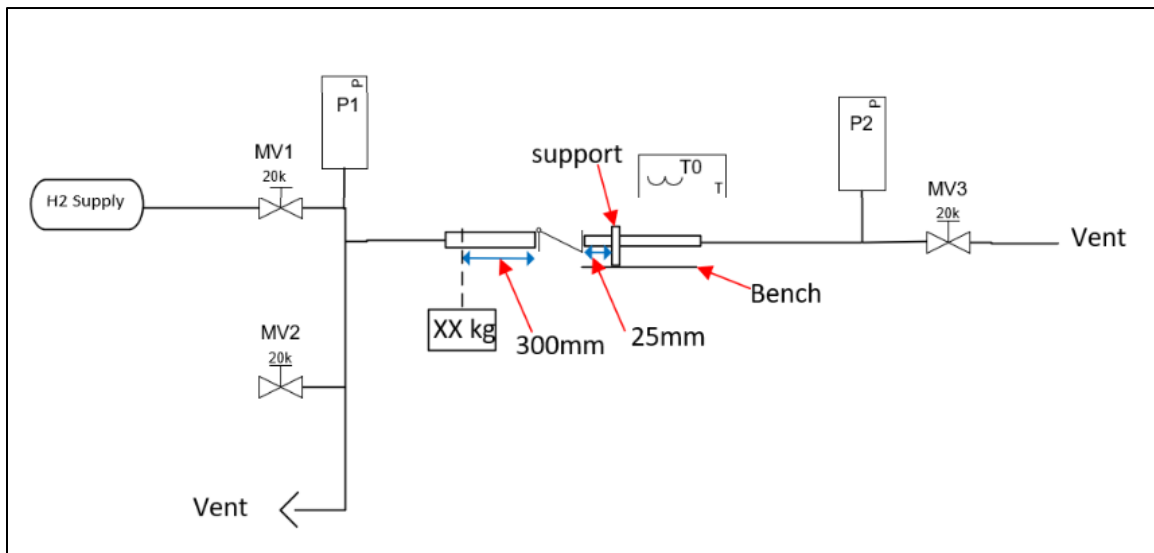 P1
P
MV1
20k
H2 Supply
support
T0
T
P2
P
MV3
20k
Vent
Bench
XX kg
300mm
25mm
MV2
20k
Vent